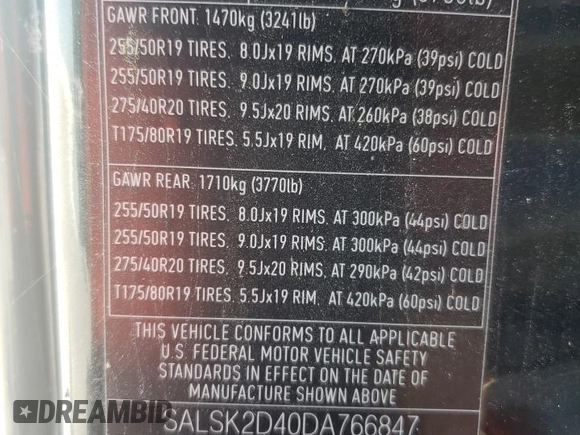 GAWR FRONT. 1470kg (3241lb)
255/50R19 TIRES. 8.0Jx19 RIMS. AT 270kPa (39psi) COLD
255/50R19 TIRES. 9.0Jx19 RIMS. AT 270kPa (39psi) COLD
275/40R20 TIRES. 9.5Jx20 RIMS. AT 260kPa (38psi) COLD
T175/80R19 TIRES. 5.5Jx19 RIM. AT 420kPa (60psi) COLD
GAWR REAR. 1710kg (3770lb)
255/50R19 TIRES. 8.0Jx19 RIMS. AT 300kPa (44psi) COLD
255/50R19 TIRES. 9.0Jx19 RIMS. AT 300kPa (44psi) COLD
275/40R20 TIRES. 9.5Jx20 RIMS. AT 290kPa (42psi) COLD
T175/80R19 TIRES. 5.5Jx19 RIM. AT 420kPa (60psi) COLD
THIS VEHICLE CONFORMS TO ALL APPLICABLE
U.S. FEDERAL MOTOR VEHICLE SAFETY
STANDARDS IN EFFECT ON THE DATE OF
MANUFACTURE SHOWN ABOVE
SALSK2D40DA766847
DREAMBID